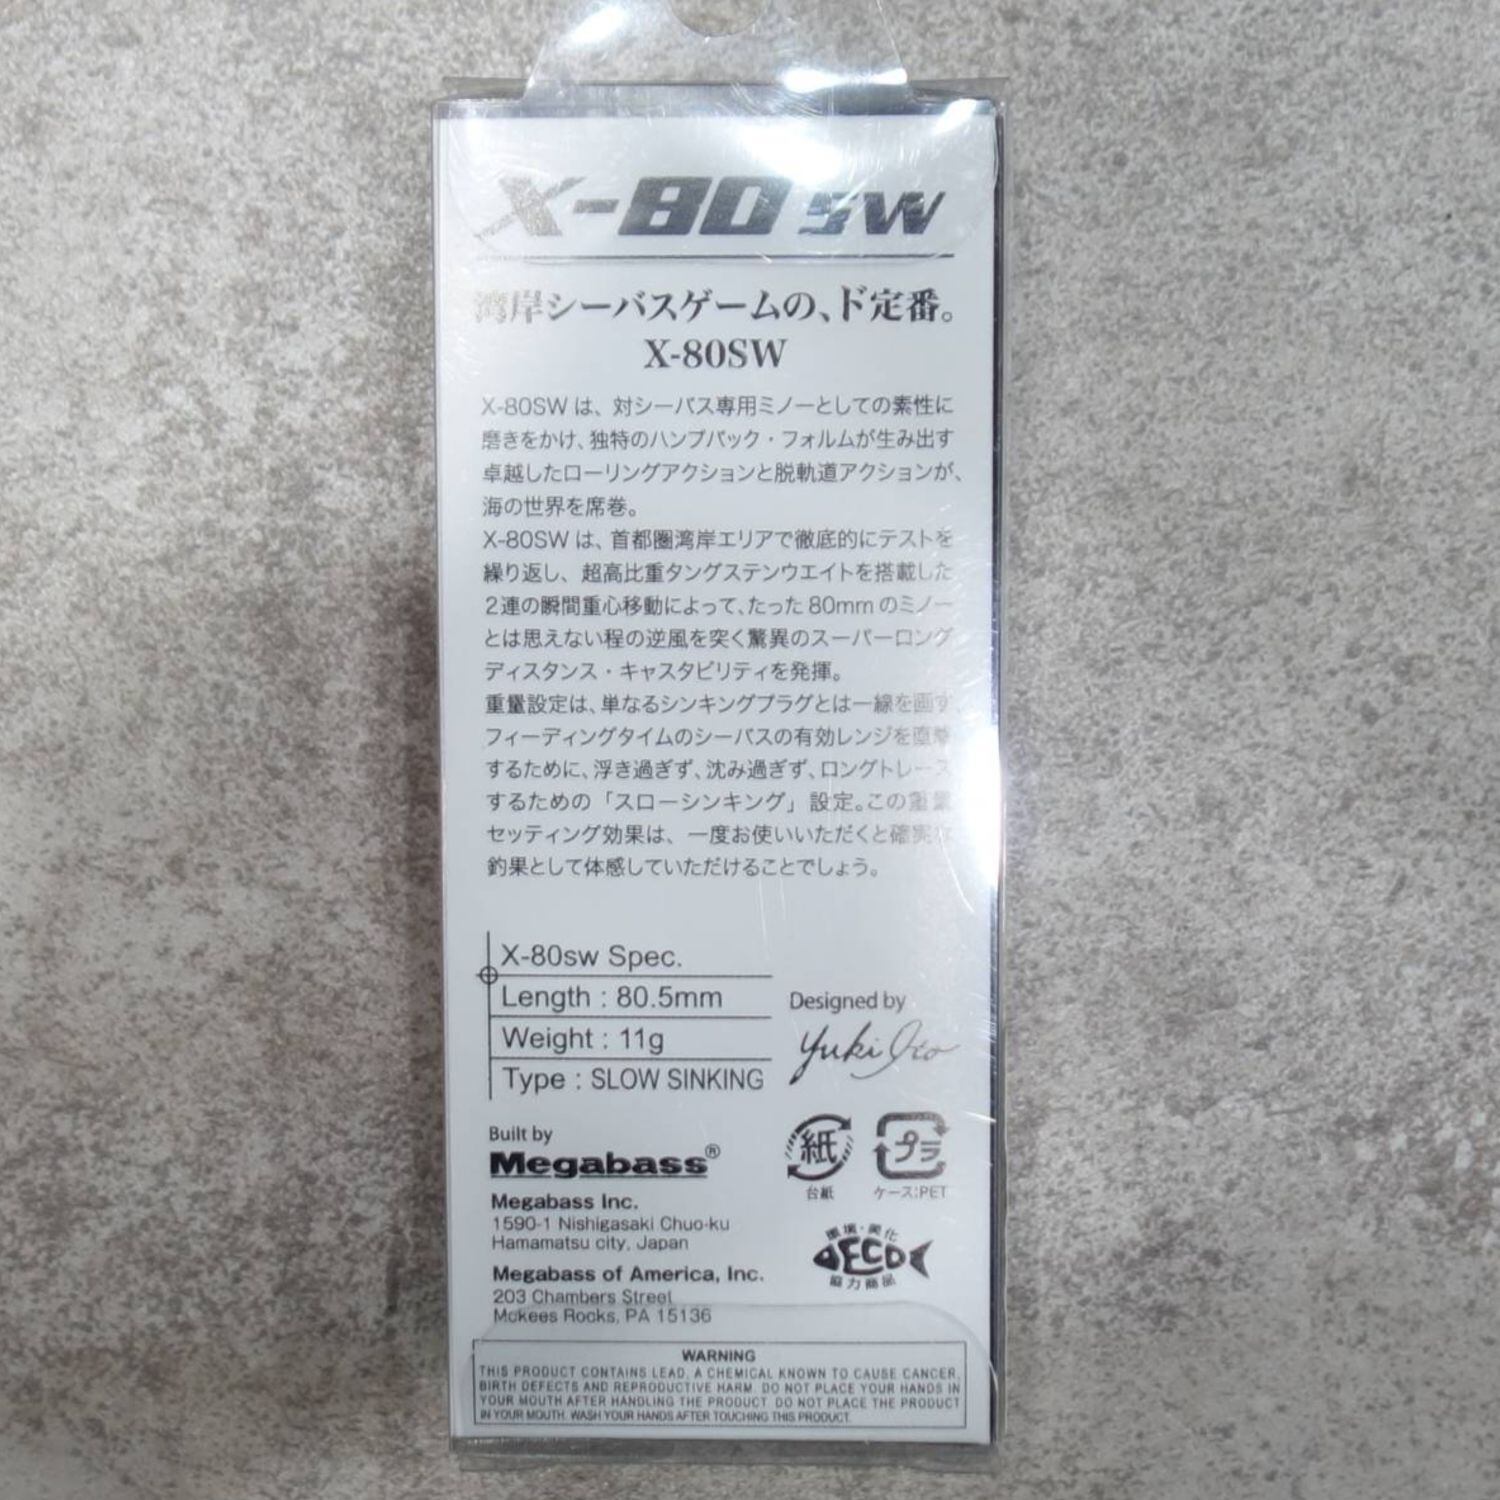 X-80 SW
湾岸シーバスゲームの、ド定番。
X-80SW
X-80SW は、対シーバス専用ミノーとしての素性に
磨きをかけ、独特のハンプバック・フォルムが生み出す
卓越したローリングアクションと脱軌道アクションが、
海の世界を席巻。
X-80SW は、首都圏湾岸エリアで徹底的にテストを
繰り返し、超高比重タングステンウエイトを搭載した
2連の瞬間重心移動によって、たった 80mm のミノー
とは思えない程の逆風を突く驚異のスーパーロング
ディスタンス・キャスタビリティを発揮。
重量設定は、単なるシンキングプラグとは一線を画す、
フィーディングタイムのシーバスの有効レンジを直撃
するために、浮き過ぎず、沈み過ぎず、ロングトレース
するための「スローシンキング」設定。この重量
セッティング効果は、一度お使いいただくと確実な
釣果として体感していただけることでしょう。
X-80sw Spec.
Length : 80.5mm
Weight : 11g
Type : SLOW SINKING
Designed by
Yuki Ito
Built by
Megabass®
Megabass Inc.
1590-1 Nishigasaki Chuo-ku
Hamamatsu city, Japan
Megabass of America, Inc.
203 Chambers Street
Mckees Rocks, PA 15136
紙
台紙
プラ
ケース:PET
環境・美化
ECO
協力商品
WARNING
THIS PRODUCT CONTAINS LEAD, A CHEMICAL KNOWN TO CAUSE CANCER,
BIRTH DEFECTS AND REPRODUCTIVE HARM. DO NOT PLACE YOUR HANDS IN
YOUR MOUTH AFTER HANDLING THE PRODUCT. DO NOT PLACE THE PRODUCT
IN YOUR MOUTH. WASH YOUR HANDS AFTER TOUCHING THIS PRODUCT.